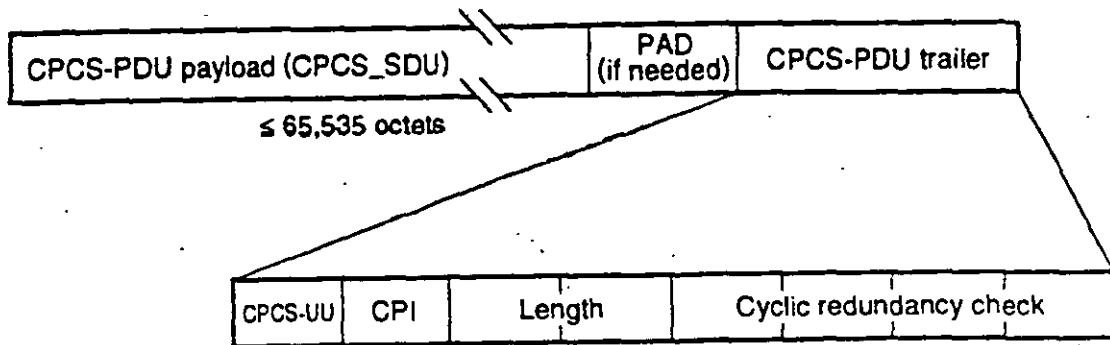 CPCS-PDU payload (CPCS_SDU)
PAD
(if needed)
CPCS-PDU trailer
≤ 65,535 octets
CPCS-UU
CPI
Length
Cyclic redundancy check